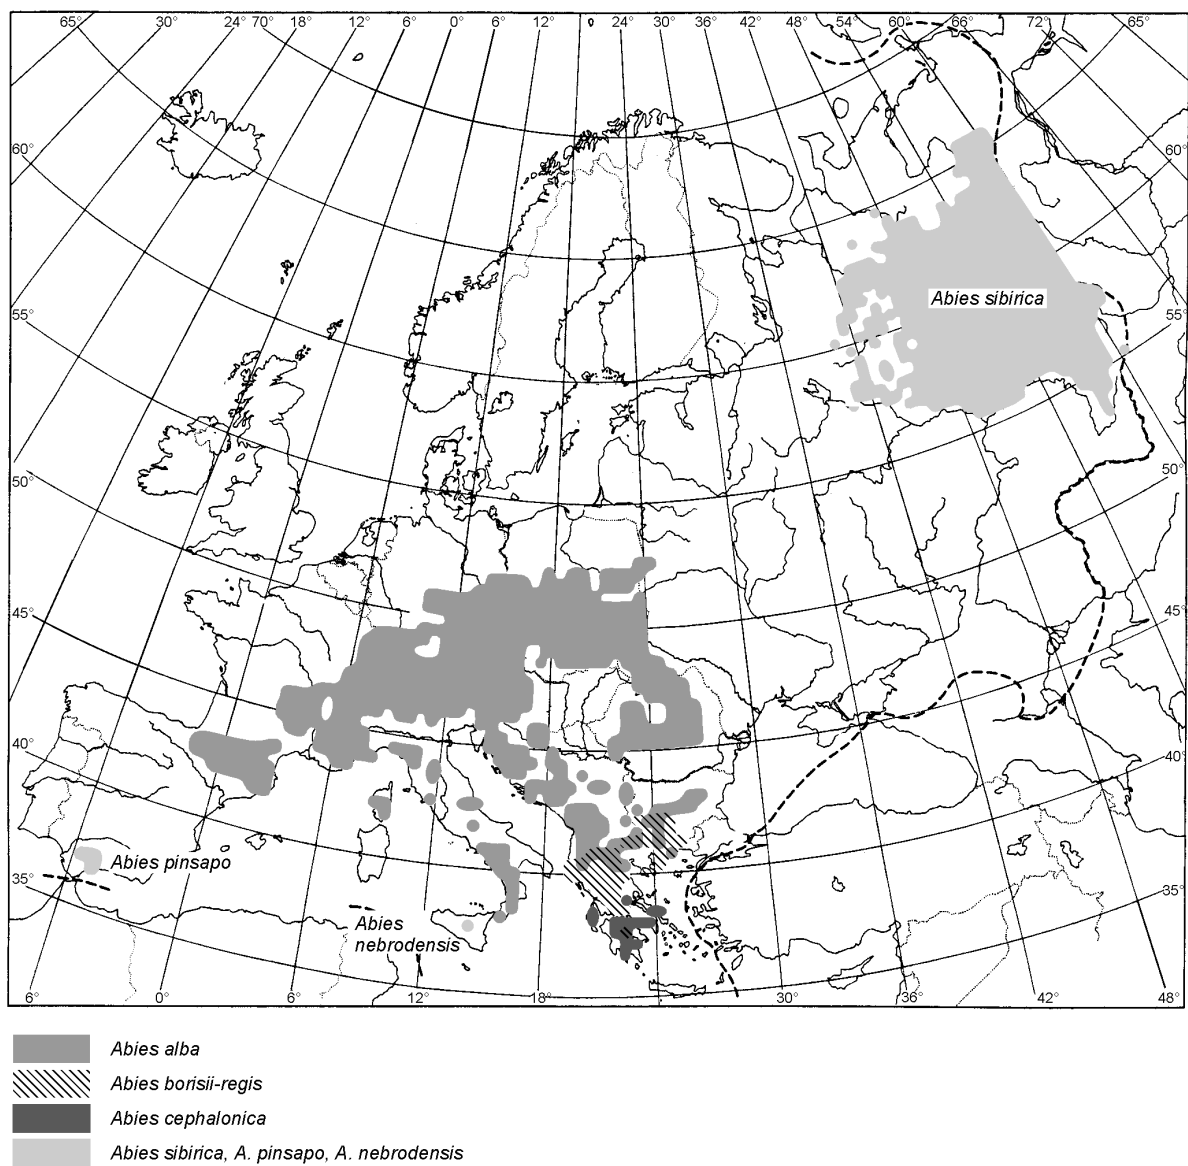 65° 30° 24° 70° 18° 12° 6° 0° 6° 12° 24° 30° 36° 42° 48° 54° 60° 66° 72° 65°
60° 60°
Abies sibirica
55° 55°
50° 50°
45° 45°
40° 40°
Abies pinsapo
35° 35°
Abies
nebrodensis
6° 0° 6° 12° 18° 30° 36° 42° 48°
Abies alba
Abies borisii-regis
Abies cephalonica
Abies sibirica, A. pinsapo, A. nebrodensis